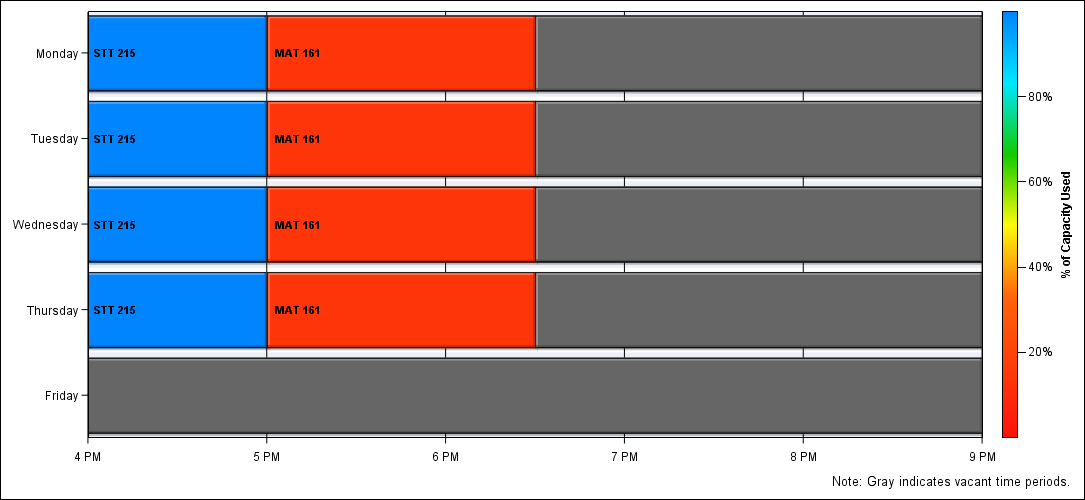 Monday
STT 215
MAT 161
Tuesday
STT 215
MAT 161
Wednesday
STT 215
MAT 161
Thursday
STT 215
MAT 161
Friday
4 PM
5 PM
6 PM
7 PM
8 PM
9 PM
80%
60%
40%
20%
% of Capacity Used
Note: Gray indicates vacant time periods.